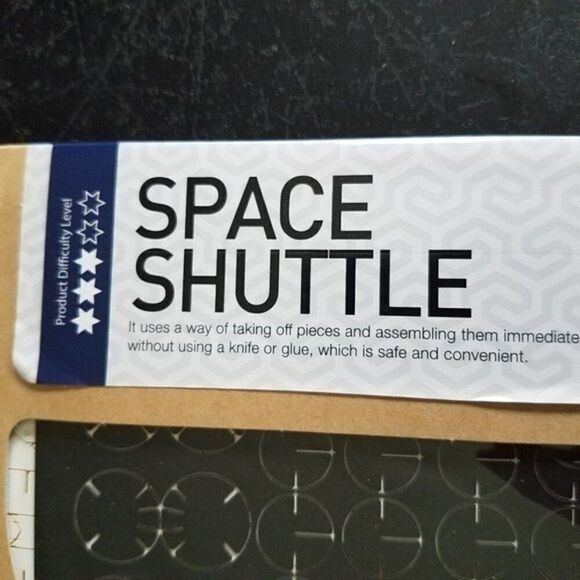 Product Difficulty Level
SPACE
SHUTTLE
It uses a way of taking off pieces and assembling them immediate
without using a knife or glue, which is safe and convenient.